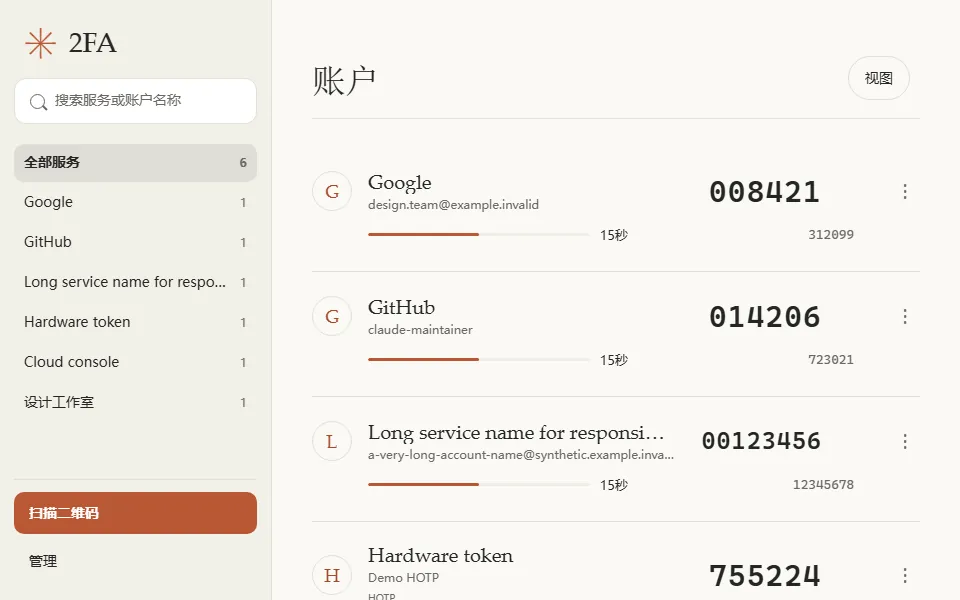 2FA
搜索服务或账户名称
全部服务 6
Google 1
GitHub 1
Long service name for respo... 1
Hardware token 1
Cloud console 1
设计工作室 1
扫描二维码
管理
账户
视图
G Google 008421
design.team@example.invalid
15秒 312099
G GitHub 014206
claude-maintainer
15秒 723021
L Long service name for responsi... 00123456
a-very-long-account-name@synthetic.example.inva...
15秒 12345678
H Hardware token 755224
Demo HOTP
HOTP